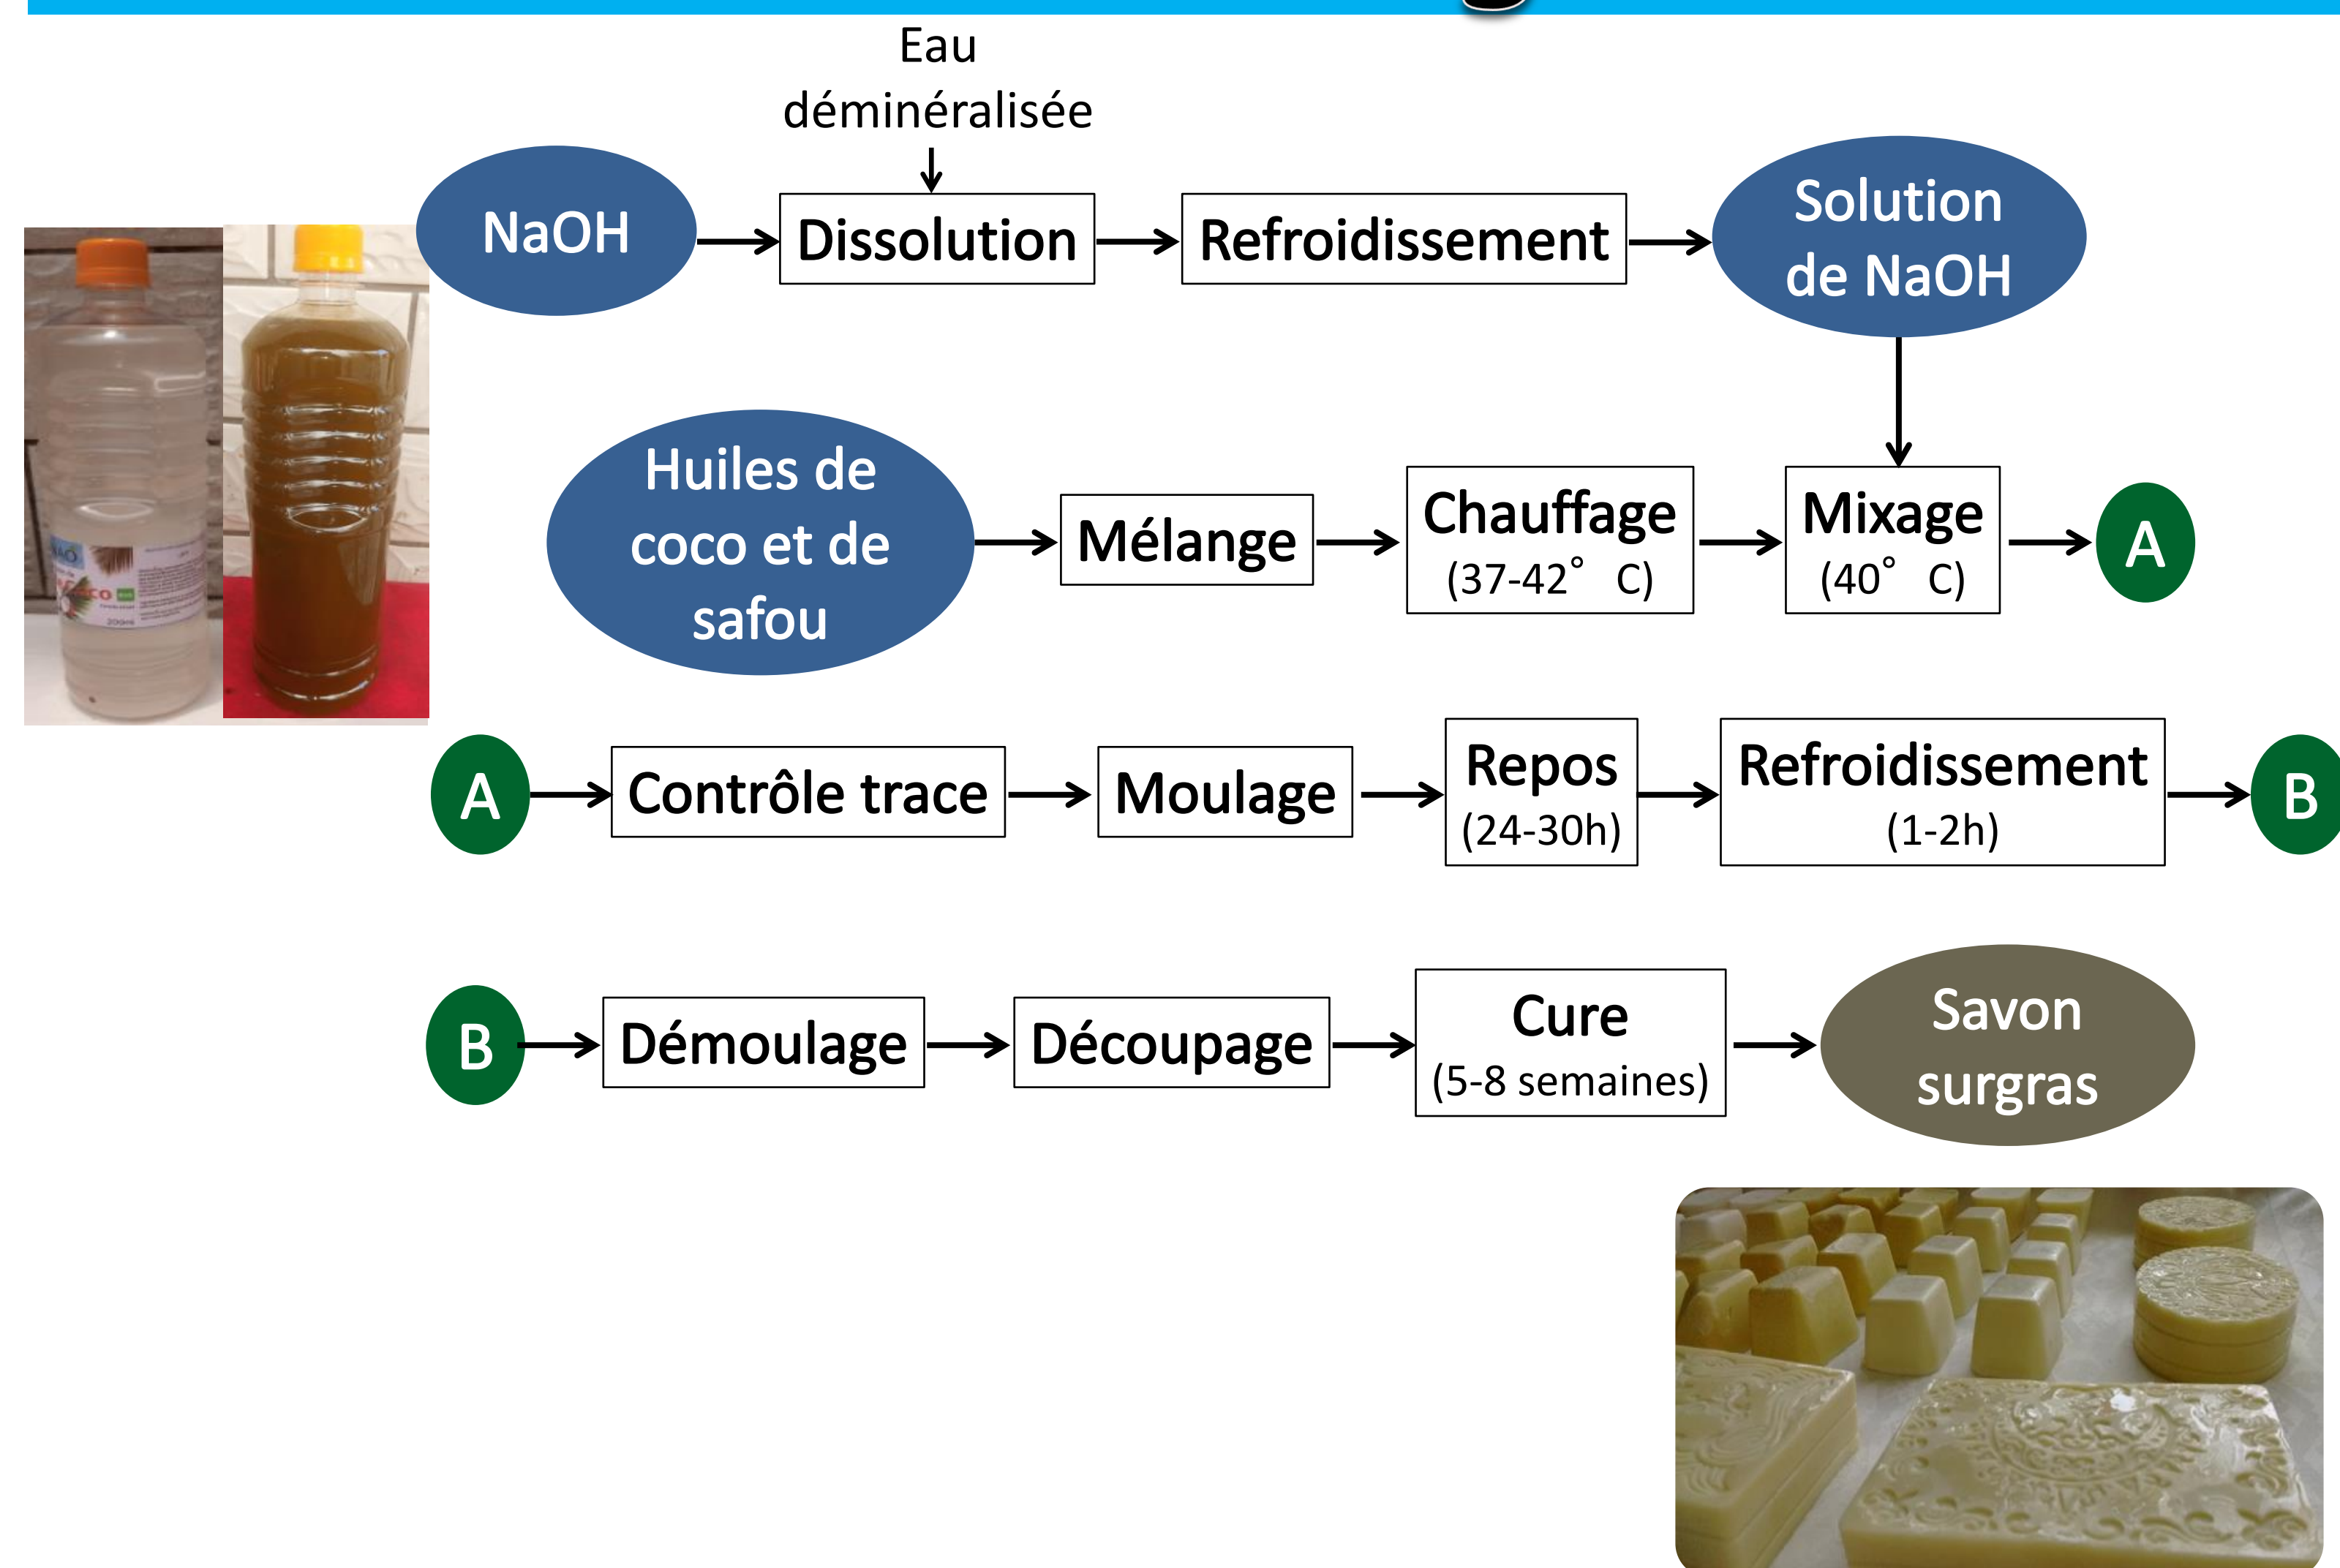 Eau
déminéralisée
NaOH
Dissolution
Refroidissement
Solution
de NaOH
Huiles de
coco et de
safou
Mélange
Chauffage
(37-42° C)
Mixage
(40° C)
A
A
Contrôle trace
Moulage
Repos
(24-30h)
Refroidissement
(1-2h)
B
B
Démoulage
Découpage
Cure
(5-8 semaines)
Savon
surgras
200ml